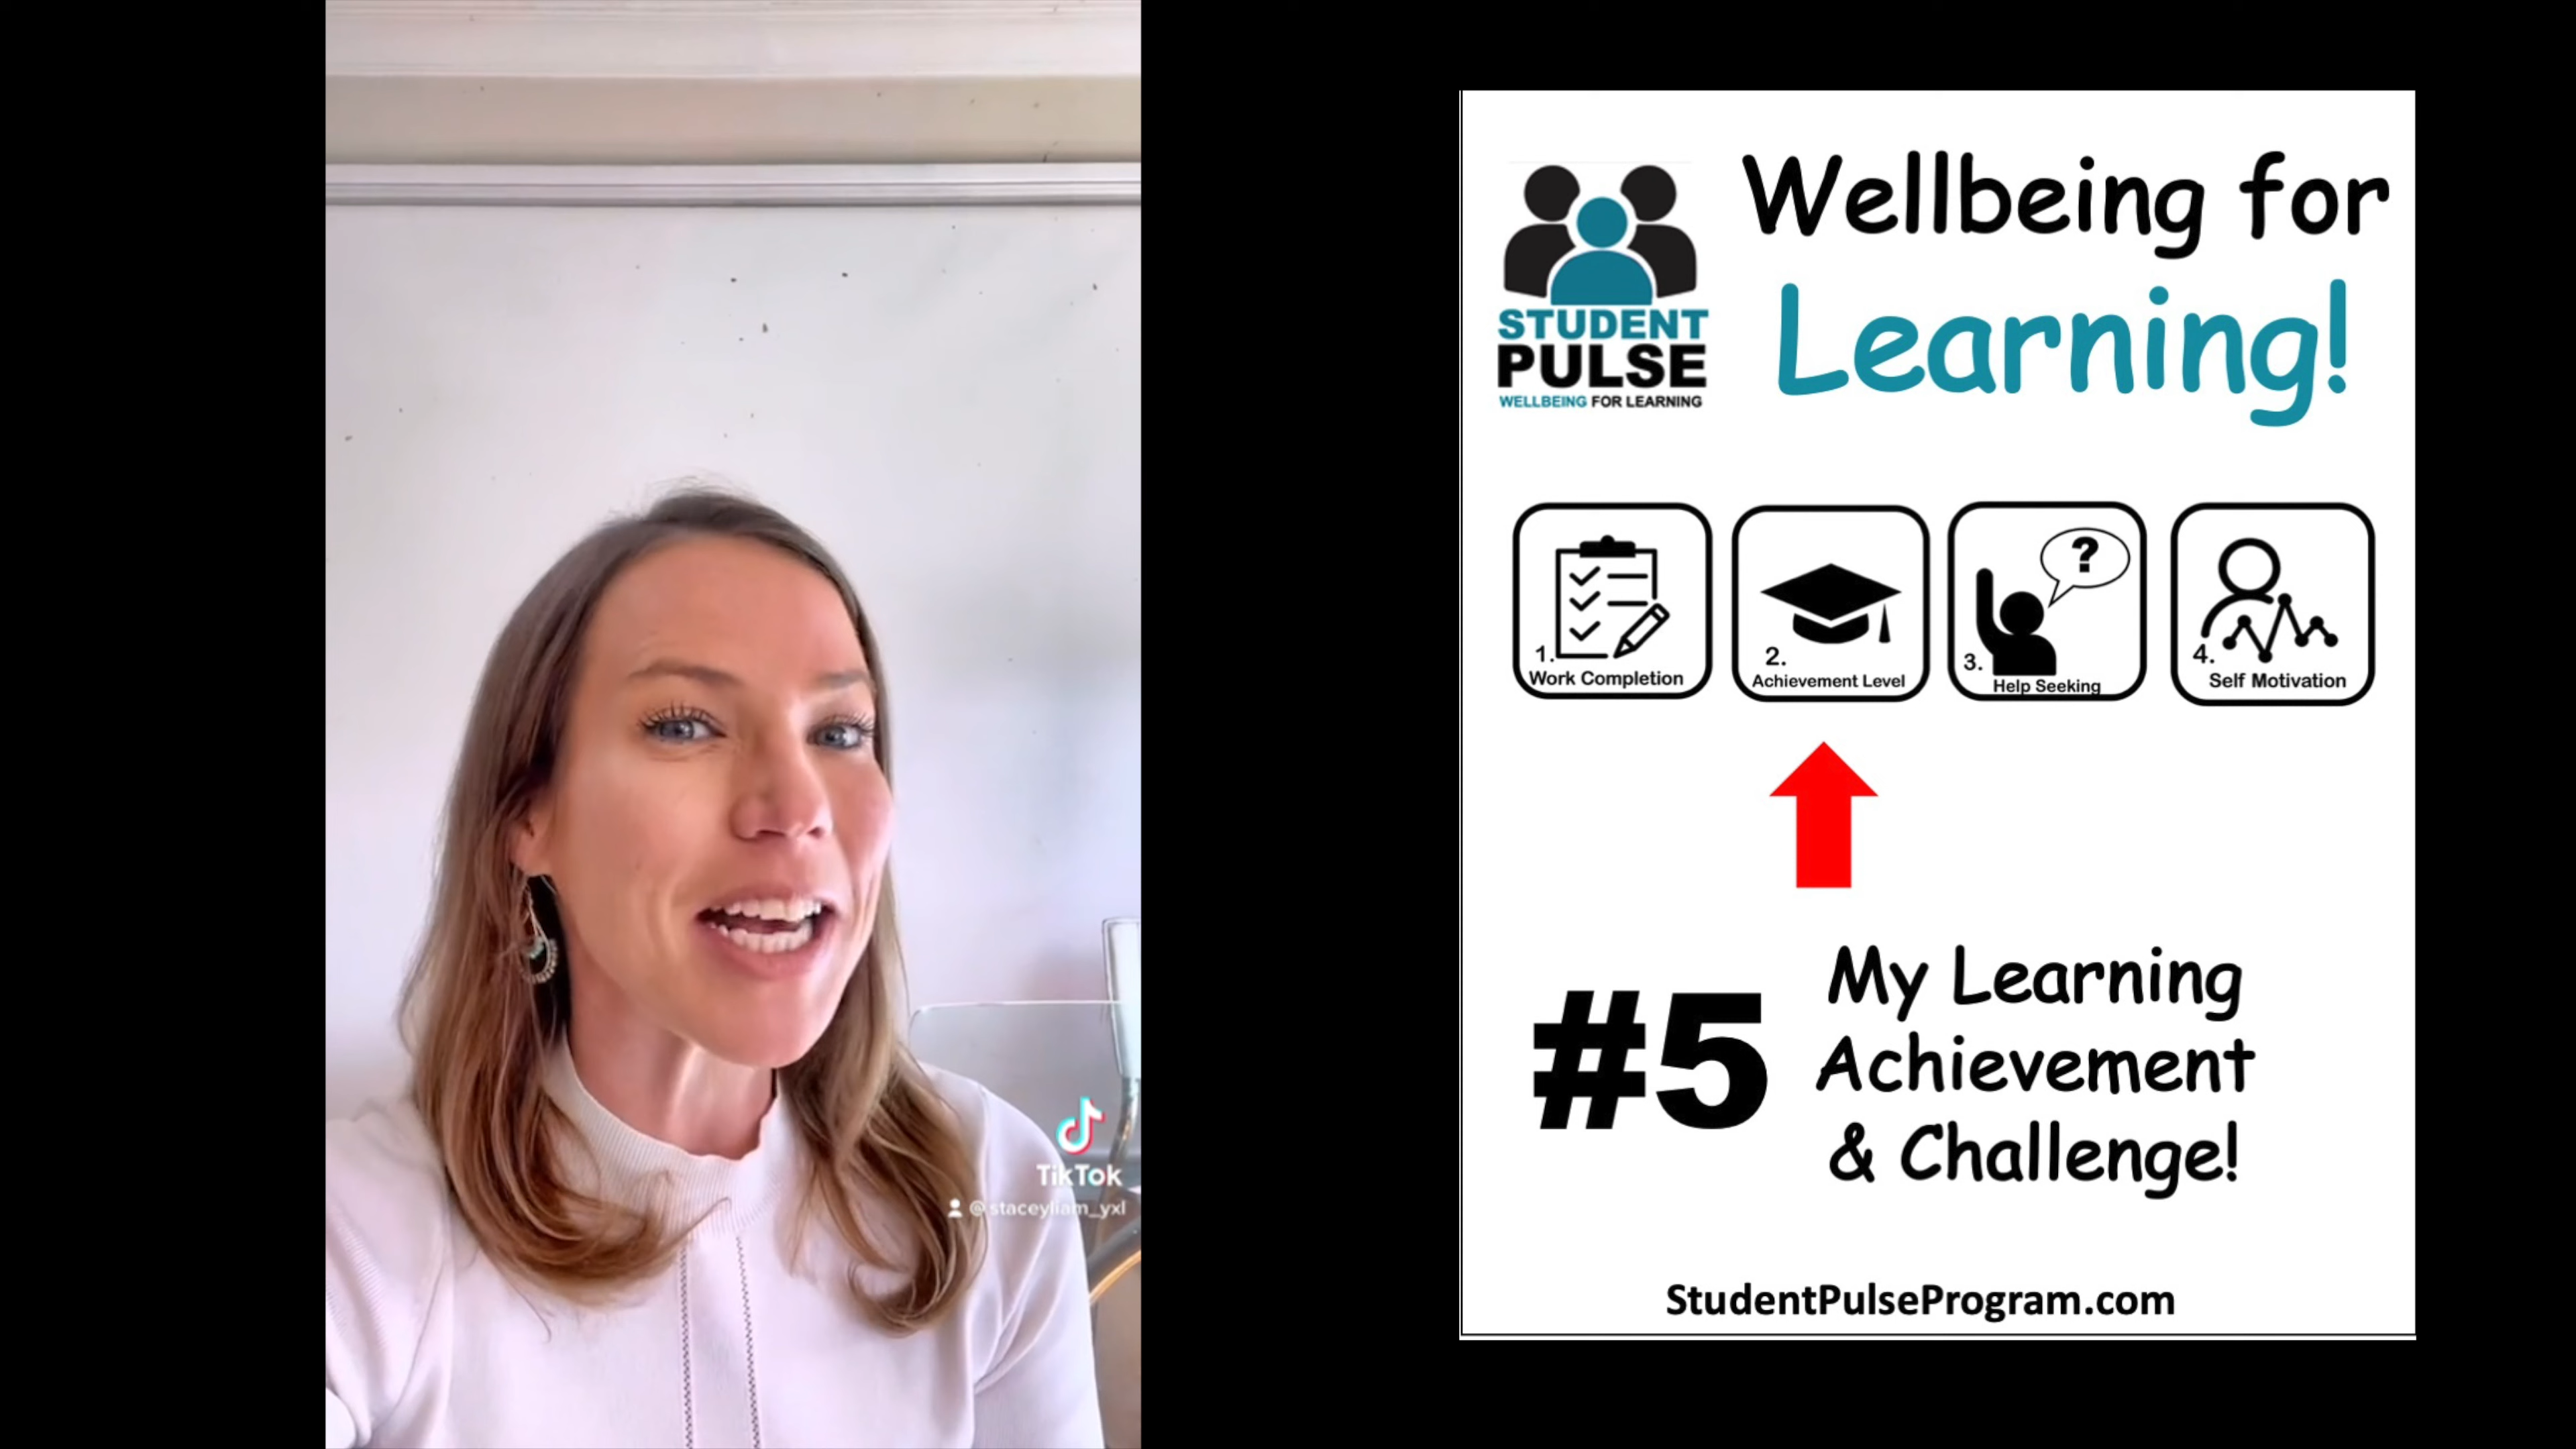 TikTok
@staceyliam_yxl
STUDENT
PULSE
WELLBEING FOR LEARNING
Wellbeing for
Learning!
1.
Work Completion
2.
Achievement Level
?
3.
Help Seeking
4.
Self Motivation
#5
My Learning
Achievement
& Challenge!
StudentPulseProgram.com